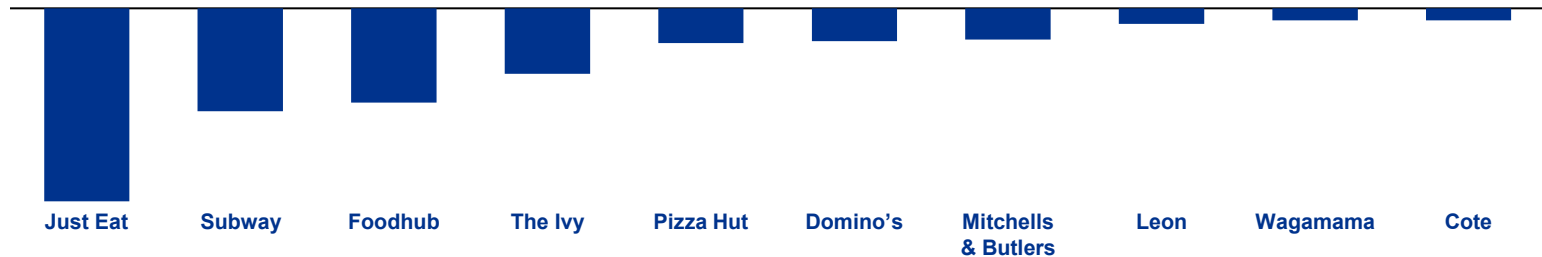 Just Eat
Subway
Foodhub
The Ivy
Pizza Hut
Domino’s
Mitchells
& Butlers
Leon
Wagamama
Cote